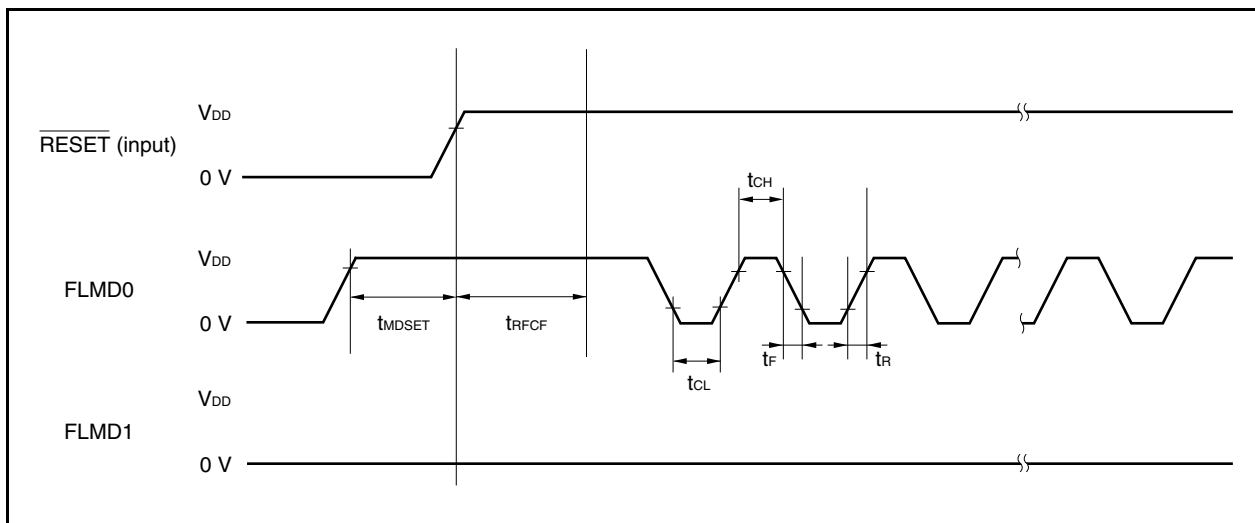 VDD
RESET (input)
0 V
tCH
VDD
FLMD0
tMDSET
tRFCF
0 V
tF
tR
tCL
VDD
FLMD1
0 V